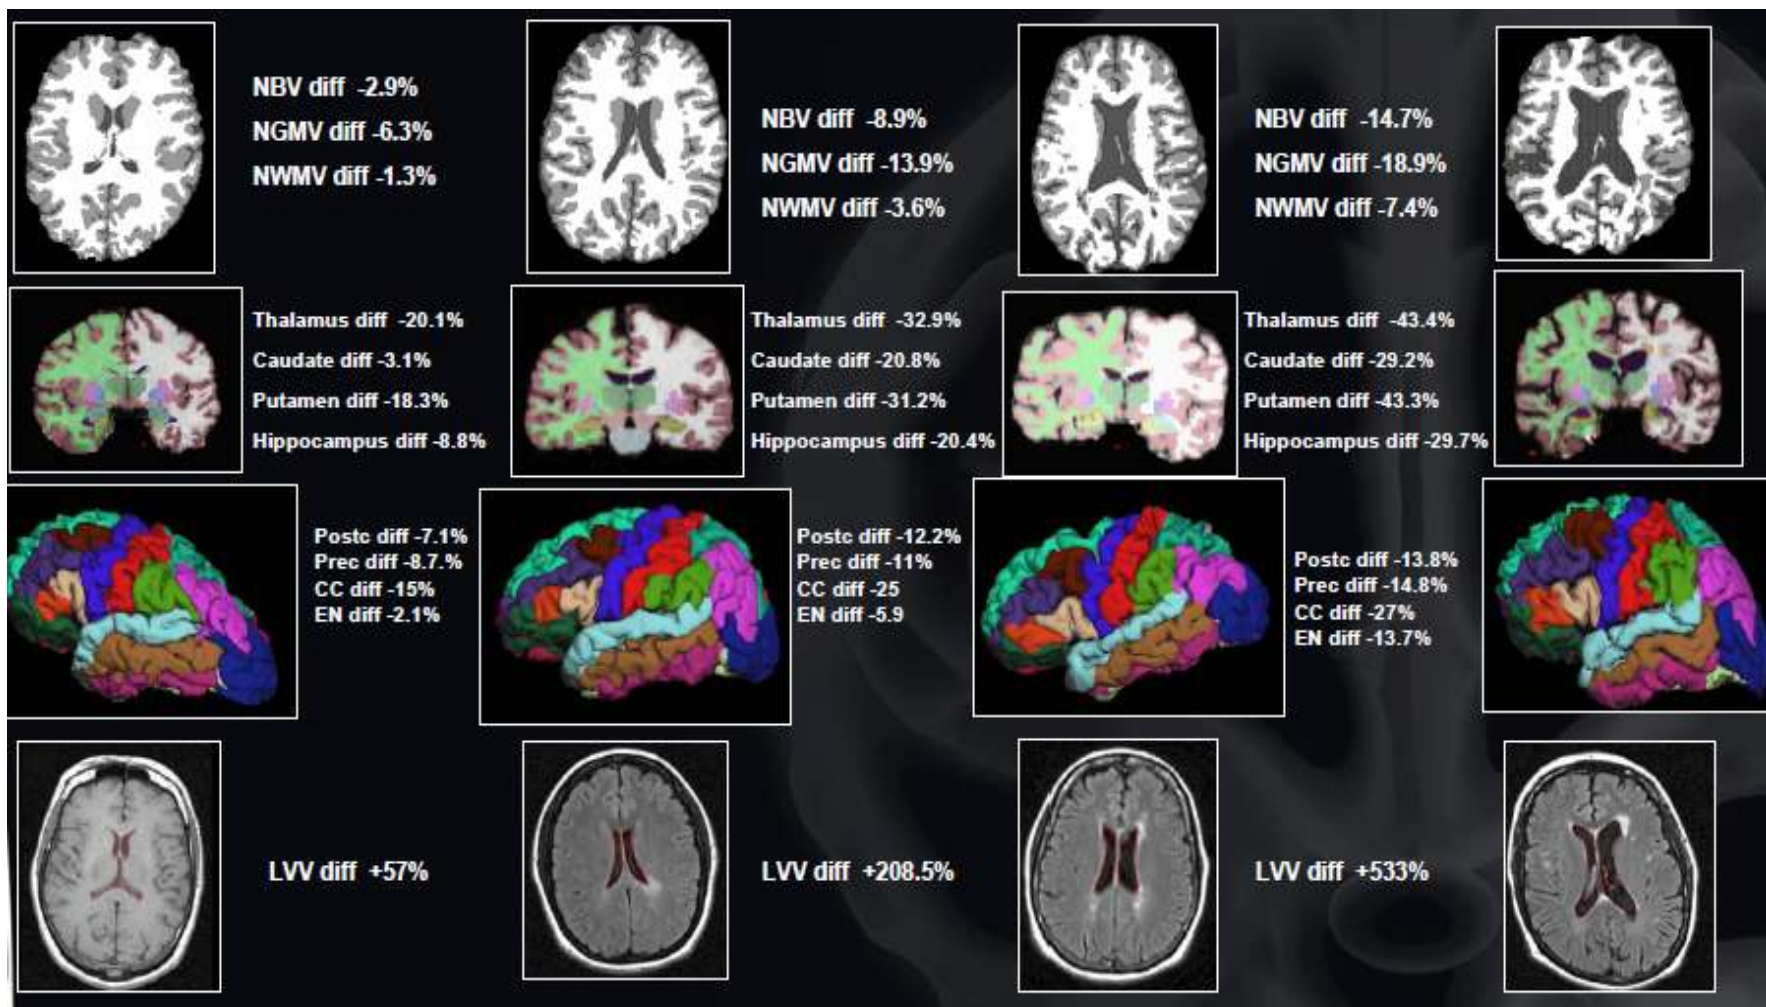 NBV diff -2.9%
NGMV diff -6.3%
NWMV diff -1.3%
NBV diff -8.9%
NGMV diff -13.9%
NWMV diff -3.6%
NBV diff -14.7%
NGMV diff -18.9%
NWMV diff -7.4%
Thalamus diff -20.1%
Caudate diff -3.1%
Putamen diff -18.3%
Hippocampus diff -8.8%
Thalamus diff -32.9%
Caudate diff -20.8%
Putamen diff -31.2%
Hippocampus diff -20.4%
Thalamus diff -43.4%
Caudate diff -29.2%
Putamen diff -43.3%
Hippocampus diff -29.7%
Postc diff -7.1%
Prec diff -8.7.%
CC diff -15%
EN diff -2.1%
Postc diff -12.2%
Prec diff -11%
CC diff -25
EN diff -5.9
Postc diff -13.8%
Prec diff -14.8%
CC diff -27%
EN diff -13.7%
LVV diff +57%
LVV diff +208.5%
LVV diff +533%